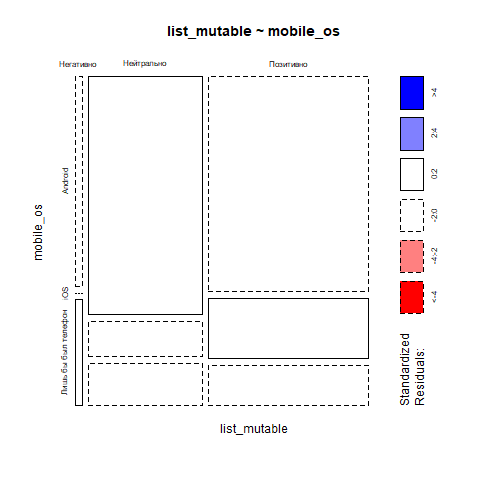 list_mutable ~ mobile_os
Негативно
Нейтрально
Позитивно
mobile_os
Android
iOS
Лишь бы был телефон
list_mutable
>4
2:4
0:2
-2:0
-4:-2
<-4
Standardized
Residuals: